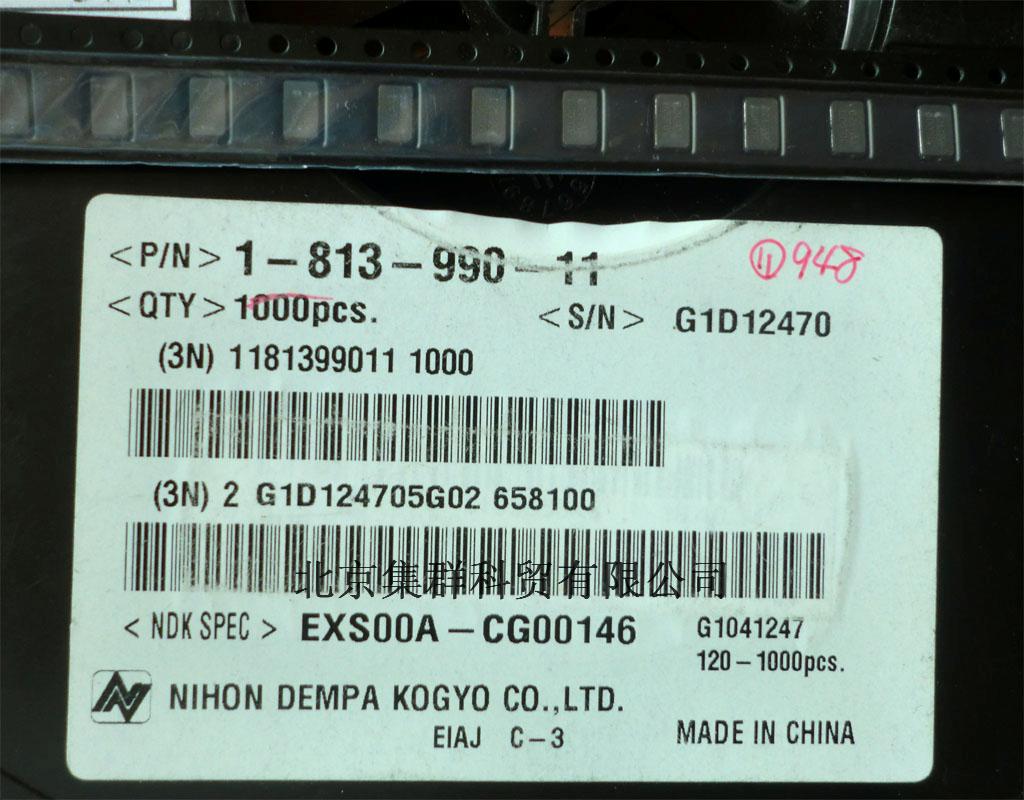 <P/N> 1-813-990-11
⑪948
<QTY> 1000pcs.
<S/N> G1D12470
(3N) 1181399011 1000
(3N) 2 G1D124705G02 658100
北京集群科贸有限公司
<NDK SPEC> EXS00A-CG00146
G1041247
120-1000pcs.
NIHON DEMPA KOGYO CO.,LTD.
EIAJ C-3
MADE IN CHINA